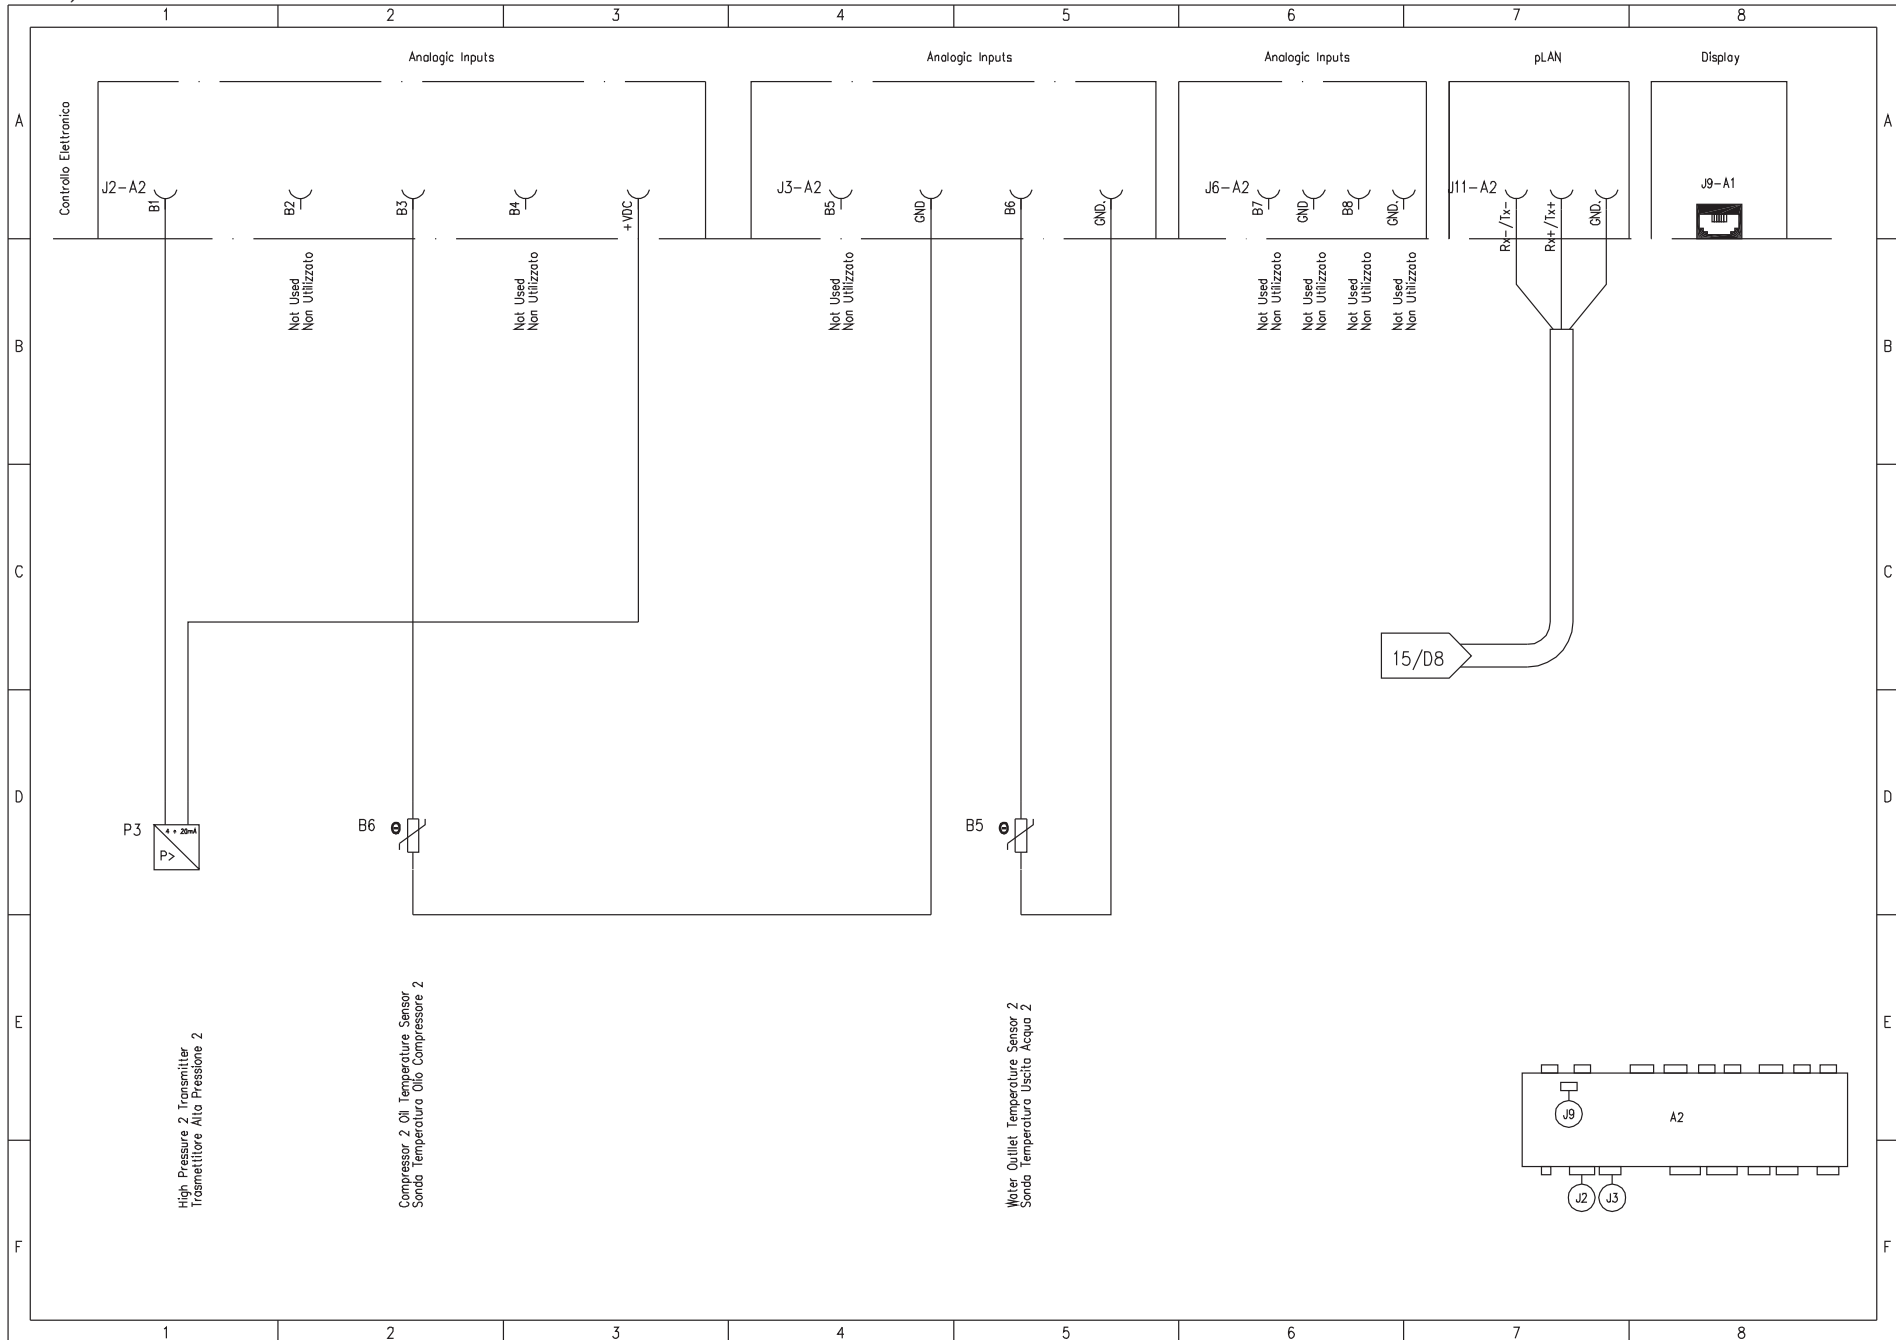 1 2 3 4 5 6 7 8
Analogic Inputs Analogic Inputs Analogic Inputs pLAN Display
A A
Controllo Elettronico
J2-A2 J3-A2 J6-A2 J11-A2 J9-A1
B1 B2 B3 B4 +VDC B5 GND B6 GND. B7 GND B8 GND. Rx-/Tx- Rx+/Tx+ GND.
Not Used
Non Utilizzato
Not Used
Non Utilizzato
Not Used
Non Utilizzato
Not Used
Non Utilizzato
Not Used
Non Utilizzato
Not Used
Non Utilizzato
Not Used
Non Utilizzato
B B
C C
15/D8
D D
P3 4 ÷ 20mA B6 Θ B5 Θ
P>
E E
High Pressure 2 Transmitter
Trasmettitore Alta Pressione 2
Compressor 2 Oil Temperature Sensor
Sonda Temperatura Olio Compressore 2
Water Outllet Temperature Sensor 2
Sonda Temperatura Uscita Acqua 2
J9 A2
J2 J3
F F
1 2 3 4 5 6 7 8